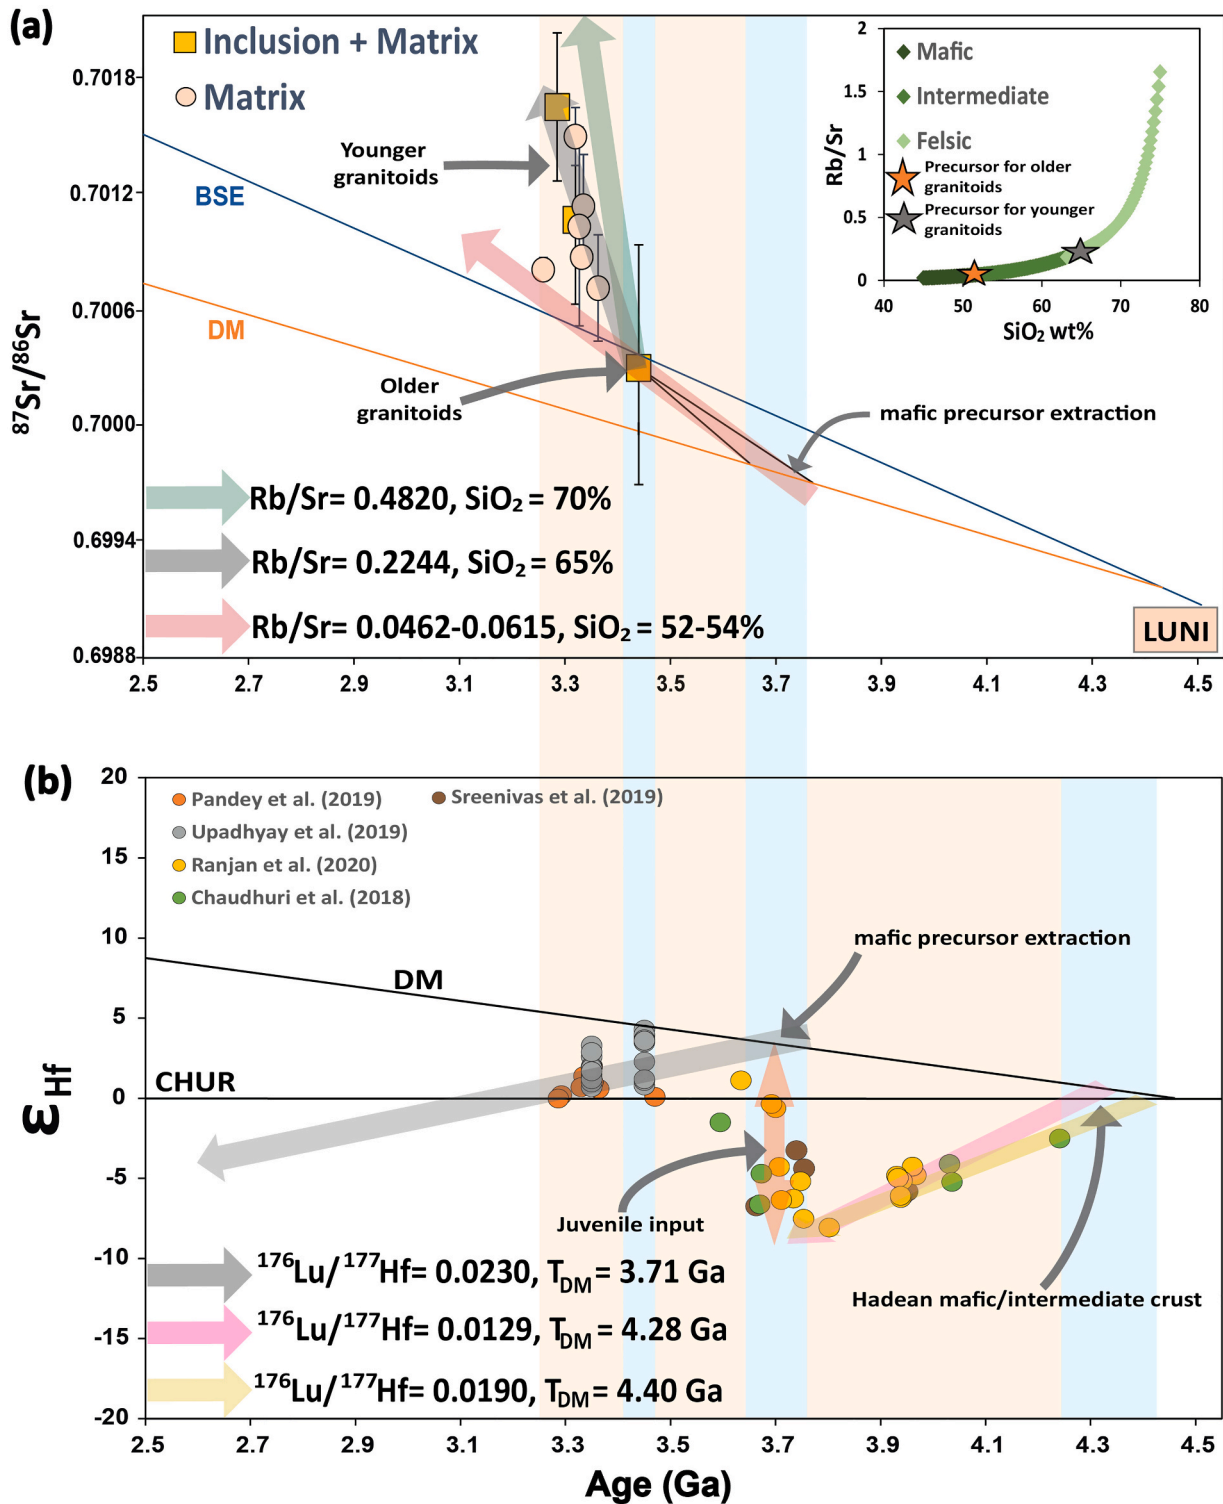 (a)
Inclusion + Matrix
Matrix
0.7018
0.7012
0.7006
0.7000
0.6994
0.6988
⁸⁷Sr/⁸⁶Sr
Younger
granitoids
BSE
DM
Older
granitoids
mafic precursor extraction
Rb/Sr= 0.4820, SiO₂ = 70%
Rb/Sr= 0.2244, SiO₂ = 65%
Rb/Sr= 0.0462-0.0615, SiO₂ = 52-54%
LUNI
2.5 2.7 2.9 3.1 3.3 3.5 3.7 3.9 4.1 4.3 4.5
2
1.5
1
0.5
0
Rb/Sr
Mafic
Intermediate
Felsic
Precursor for older
granitoids
Precursor for younger
granitoids
40 50 60 70 80
SiO₂ wt%
(b)
20
15
10
5
0
-5
-10
-15
-20
εHf
Pandey et al. (2019)
Sreenivas et al. (2019)
Upadhyay et al. (2019)
Ranjan et al. (2020)
Chaudhuri et al. (2018)
mafic precursor extraction
DM
CHUR
Juvenile input
Hadean mafic/intermediate crust
¹⁷⁶Lu/¹⁷⁷Hf= 0.0230, TDM = 3.71 Ga
¹⁷⁶Lu/¹⁷⁷Hf= 0.0129, TDM = 4.28 Ga
¹⁷⁶Lu/¹⁷⁷Hf= 0.0190, TDM = 4.40 Ga
2.5 2.7 2.9 3.1 3.3 3.5 3.7 3.9 4.1 4.3 4.5
Age (Ga)